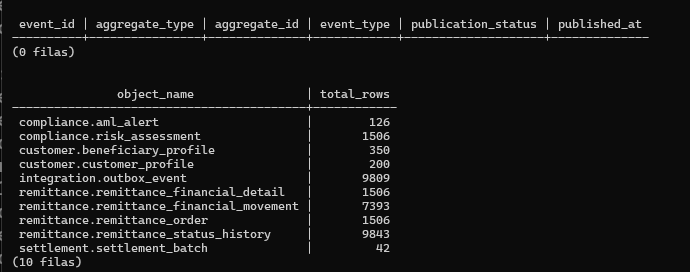 event_id | aggregate_type | aggregate_id | event_type | publication_status | published_at
(0 filas)
object_name | total_rows
compliance.aml_alert | 126
compliance.risk_assessment | 1506
customer.beneficiary_profile | 350
customer.customer_profile | 200
integration.outbox_event | 9809
remittance.remittance_financial_detail | 1506
remittance.remittance_financial_movement | 7393
remittance.remittance_order | 1506
remittance.remittance_status_history | 9843
settlement.settlement_batch | 42
(10 filas)